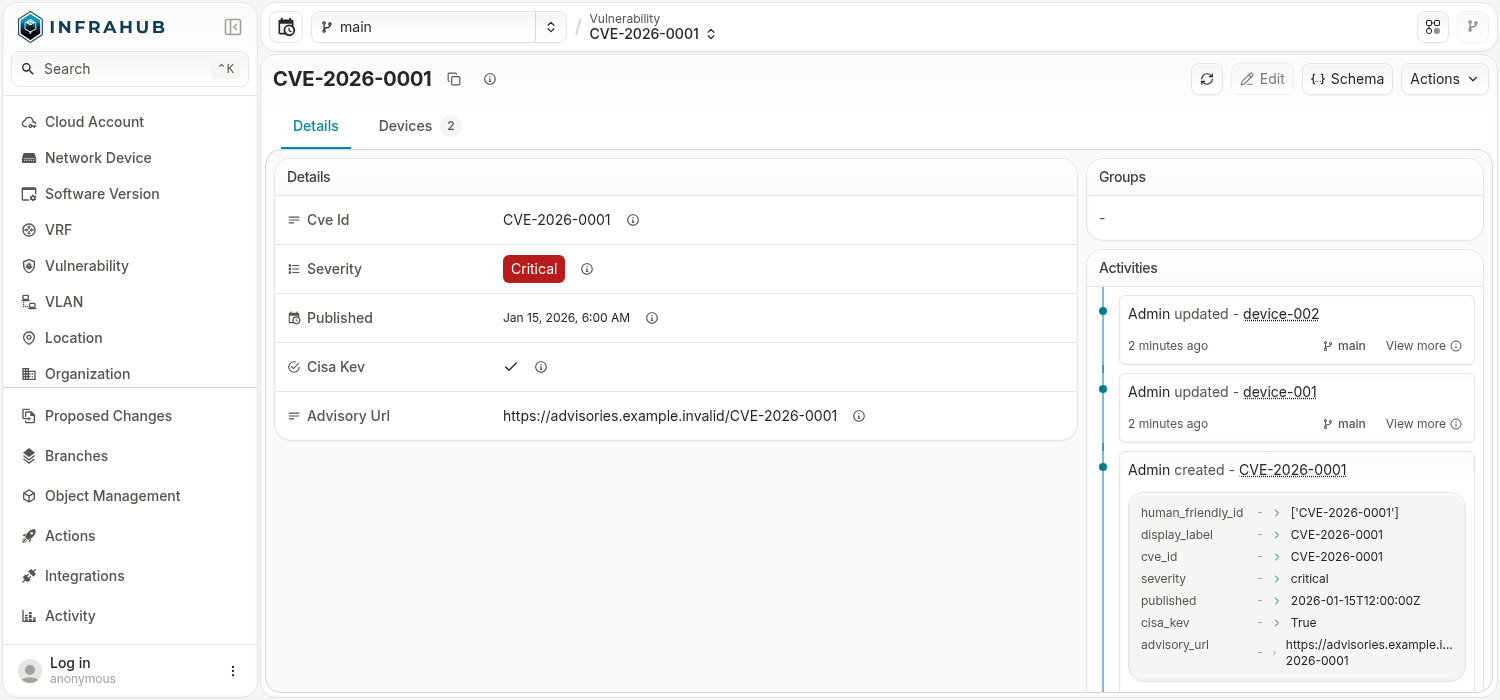 INFRAHUB
Search
^K
Cloud Account
Network Device
Software Version
VRF
Vulnerability
VLAN
Location
Organization
Proposed Changes
Branches
Object Management
Actions
Integrations
Activity
Log in
anonymous
main
/
Vulnerability
CVE-2026-0001
CVE-2026-0001
Edit
{.} Schema
Actions
Details
Devices 2
Details
Cve Id CVE-2026-0001
Severity Critical
Published Jan 15, 2026, 6:00 AM
Cisa Kev
Advisory Url https://advisories.example.invalid/CVE-2026-0001
Groups
-
Activities
Admin updated - device-002
2 minutes ago main View more
Admin updated - device-001
2 minutes ago main View more
Admin created - CVE-2026-0001
human_friendly_id - > ['CVE-2026-0001']
display_label - > CVE-2026-0001
cve_id - > CVE-2026-0001
severity - > critical
published - > 2026-01-15T12:00:00Z
cisa_kev - > True
advisory_url - > https://advisories.example.i...
2026-0001